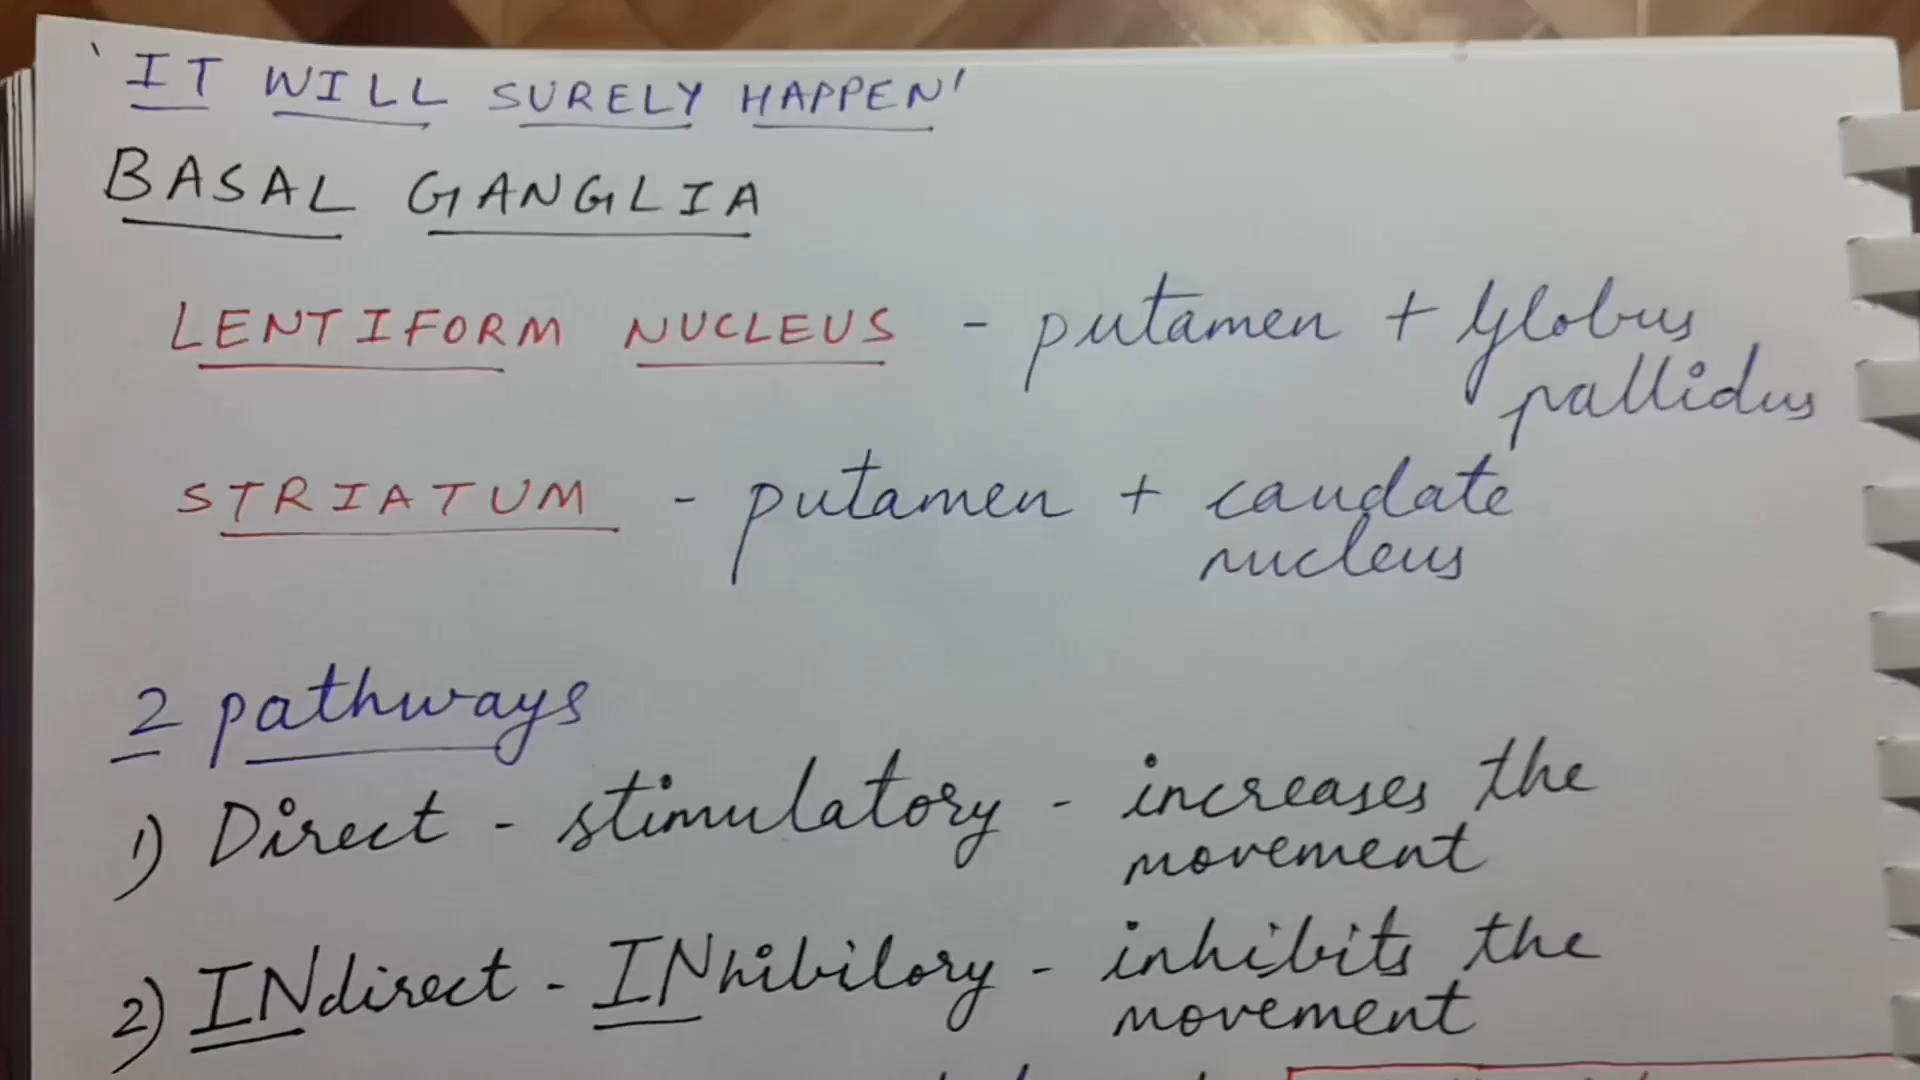 'IT WILL SURELY HAPPEN'
BASAL GANGLIA
LENTIFORM NUCLEUS - putamen + Globus
pallidus
STRIATUM - putamen + caudate
nucleus
2 pathways
1) Direct - stimulatory - increases the
movement
2) INdirect - INhibilory - inhibits the
movement